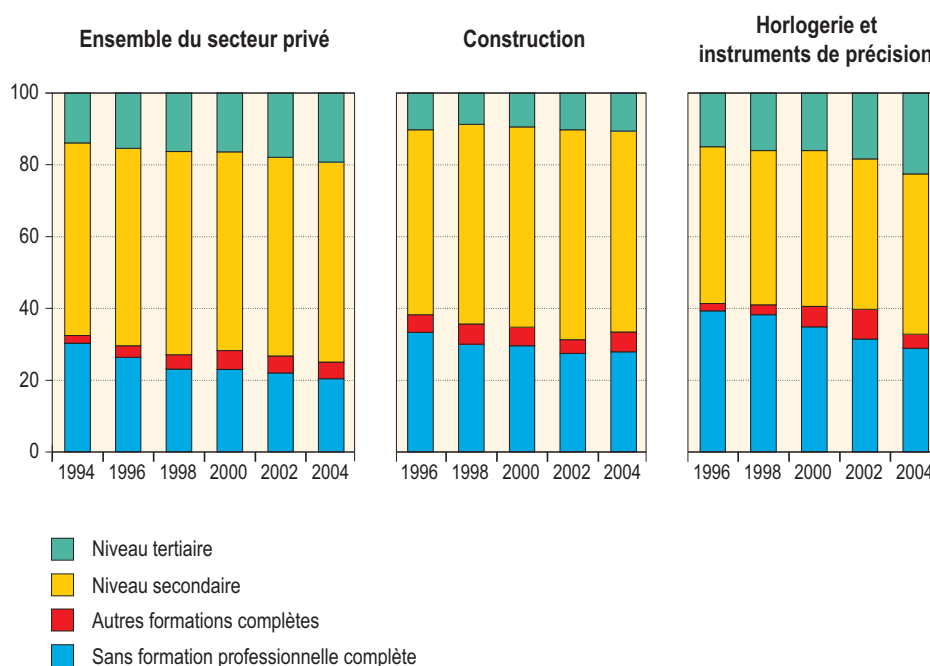 Ensemble du secteur privé
Construction
Horlogerie et
instruments de précision
100
80
60
40
20
0
1994 1996 1998 2000 2002 2004
1996 1998 2000 2002 2004
1996 1998 2000 2002 2004
Niveau tertiaire
Niveau secondaire
Autres formations complètes
Sans formation professionnelle complète